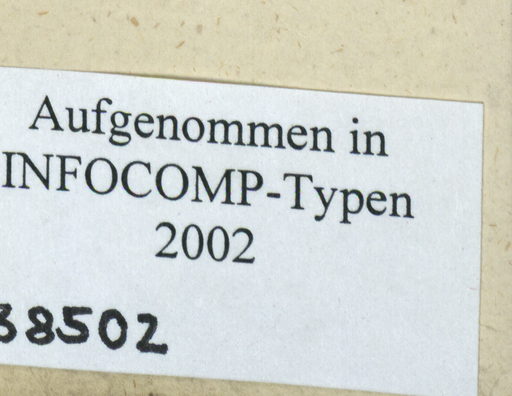 Aufgenommen in
INFOCOMP-Typen
2002
38502